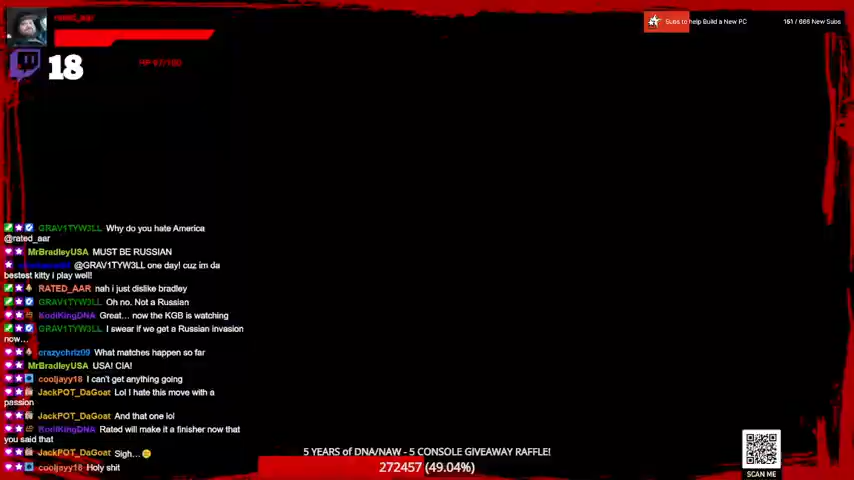 rated_aar
Subs to help Build a New PC
151 / 666 New Subs
18
HP 97/100
GRAV1TYW3LL Why do you hate America
@rated_aar
MrBradleyUSA MUST BE RUSSIAN
@GRAV1TYW3LL one day! cuz im da
bestest kitty i play well!
RATED_AAR nah i just dislike bradley
GRAV1TYW3LL Oh no. Not a Russian
KodiKingDNA Great... now the KGB is watching
GRAV1TYW3LL I swear if we get a Russian invasion
now...
crazychriz09 What matches happen so far
MrBradleyUSA USA! CIA!
cooljayy18 I can't get anything going
JackPOT_DaGoat Lol I hate this move with a
passion
JackPOT_DaGoat And that one lol
KodiKingDNA Rated will make it a finisher now that
you said that
JackPOT_DaGoat Sigh...
cooljayy18 Holy shit
5 YEARS of DNA/NAW - 5 CONSOLE GIVEAWAY RAFFLE!
272457 (49.04%)
SCAN ME